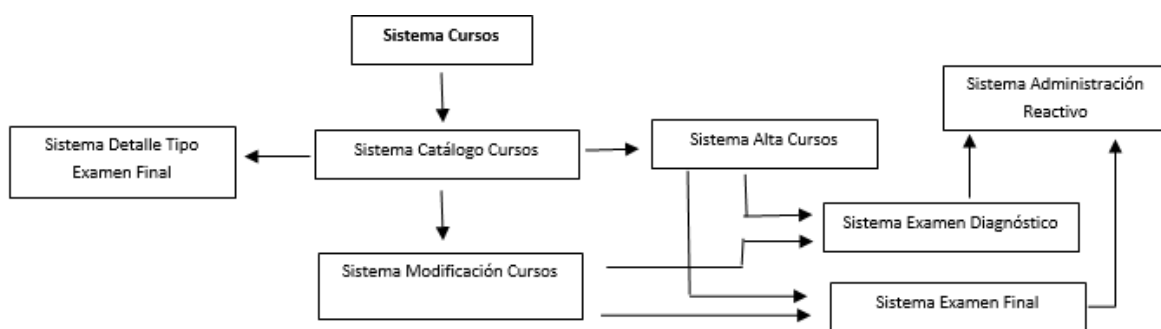 Sistema Cursos
Sistema Administración
Reactivo
Sistema Detalle Tipo
Examen Final
Sistema Catálogo Cursos
Sistema Alta Cursos
Sistema Examen Diagnóstico
Sistema Modificación Cursos
Sistema Examen Final